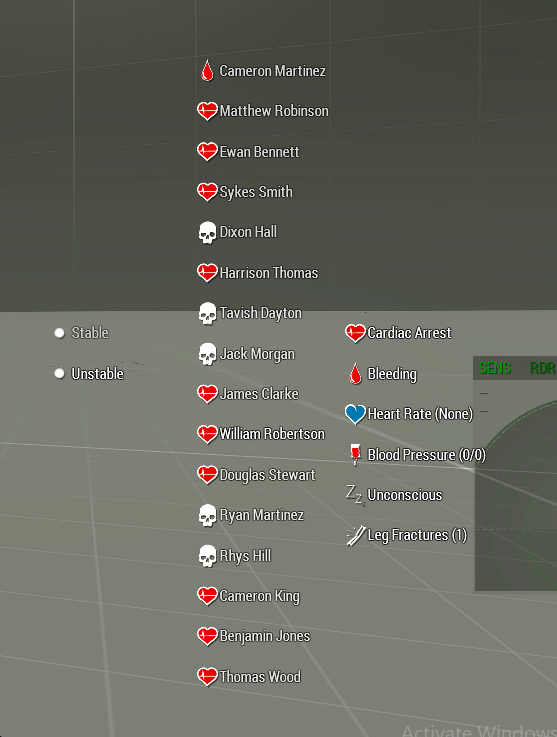 Cameron Martinez
Matthew Robinson
Ewan Bennett
Sykes Smith
Dixon Hall
Harrison Thomas
Tavish Dayton
Jack Morgan
James Clarke
William Robertson
Douglas Stewart
Ryan Martinez
Rhys Hill
Cameron King
Benjamin Jones
Thomas Wood
Stable
Unstable
Cardiac Arrest
Bleeding
Heart Rate (None)
Blood Pressure (0/0)
Unconscious
Leg Fractures (1)
SENS RDR
Activate Windows